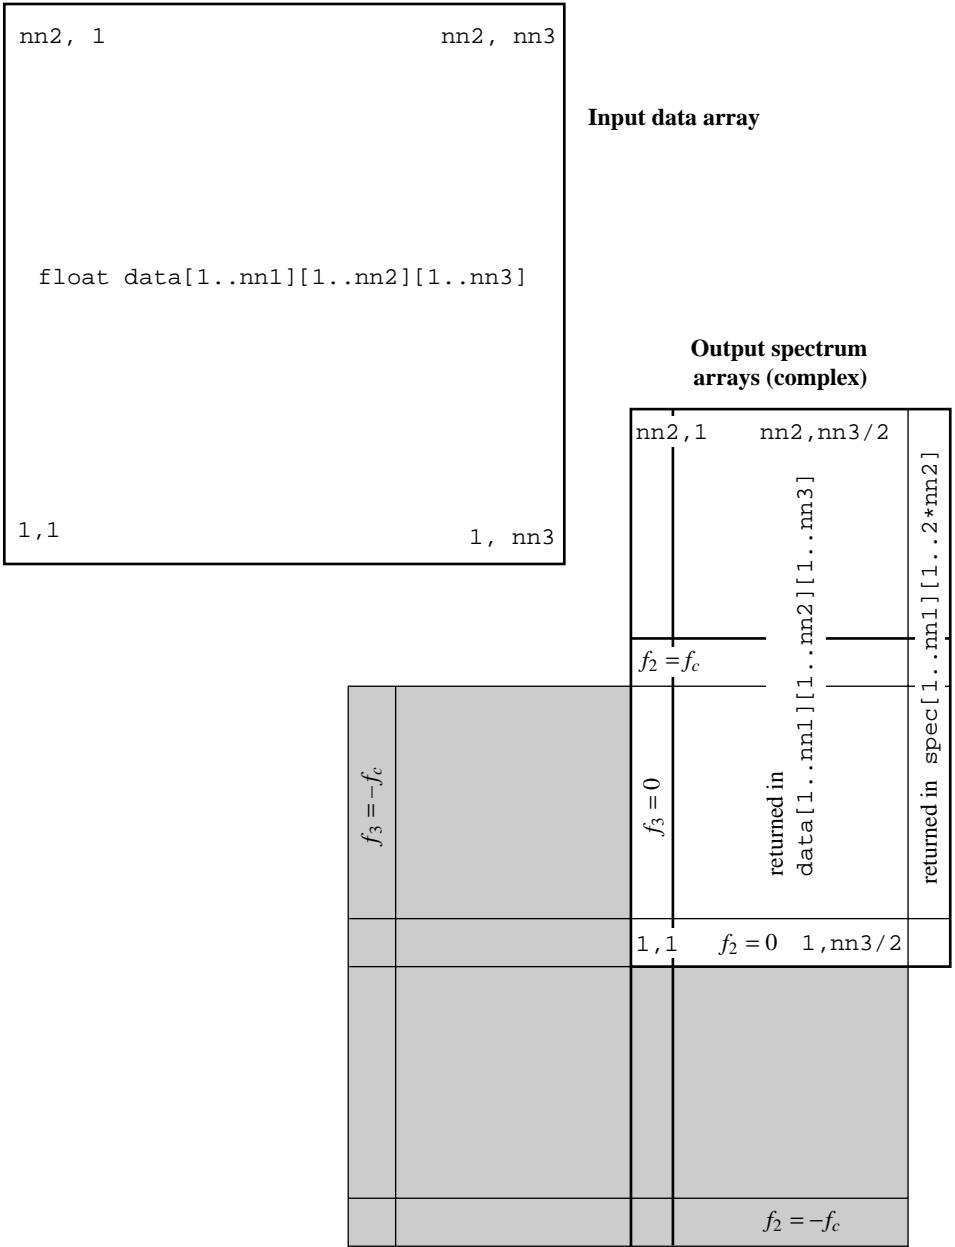 nn2, 1
nn2, nn3
Input data array
float data[1..nn1][1..nn2][1..nn3]
1,1
1, nn3
Output spectrum
arrays (complex)
nn2,1
nn2,nn3/2
f2 = fc
f3 = −fc
f3 = 0
returned in
data[1..nn1][1..nn2][1..nn3]
returned in spec[1..nn1][1..2*nn2]
1,1
f2 = 0
1,nn3/2
f2 = −fc